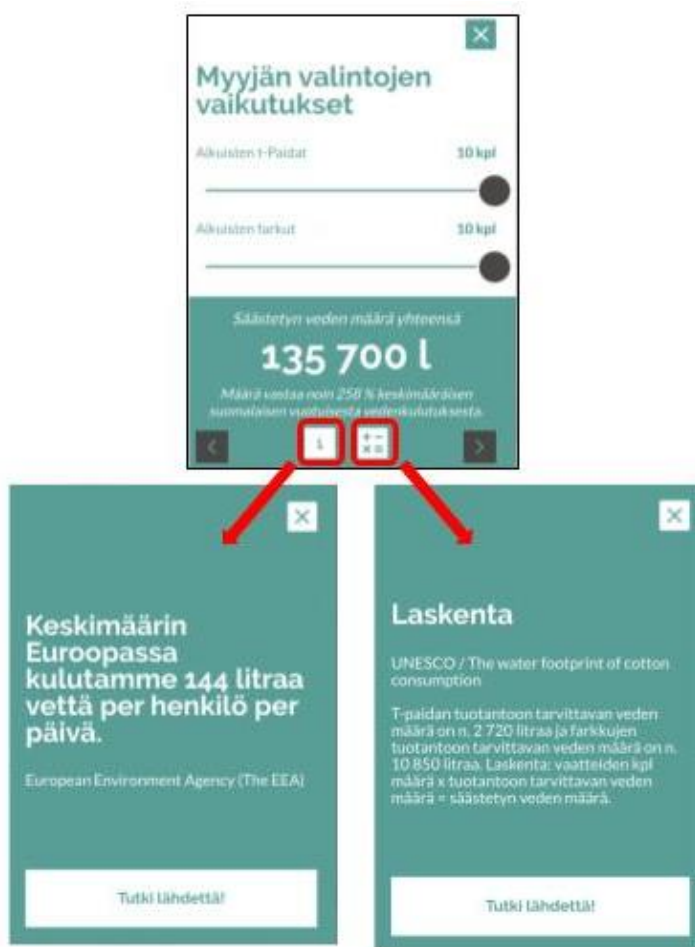 Myyjän valintojen
vaikutukset
Aikuisten t-Paidat 10 kpl
Aikuisten farkut 10 kpl
Säästetyn veden määrä yhteensä
135 700 l
Määrä vastaa noin 258 % keskimääräisen
suomalaisen vuotuisesta vedenkulutuksesta.
Keskimäärin
Euroopassa
kulutamme 144 litraa
vettä per henkilö per
päivä.
European Environment Agency (The EEA)
Tutki lähdettä!
Laskenta
UNESCO / The water footprint of cotton
consumption
T-paidan tuotantoon tarvittavan veden
määrä on n. 2 720 litraa ja farkkujen
tuotantoon tarvittavan veden määrä on n.
10 850 litraa. Laskenta: vaatteiden kpl
määrä x tuotantoon tarvittavan veden
määrä = säästetyn veden määrä.
Tutki lähdettä!